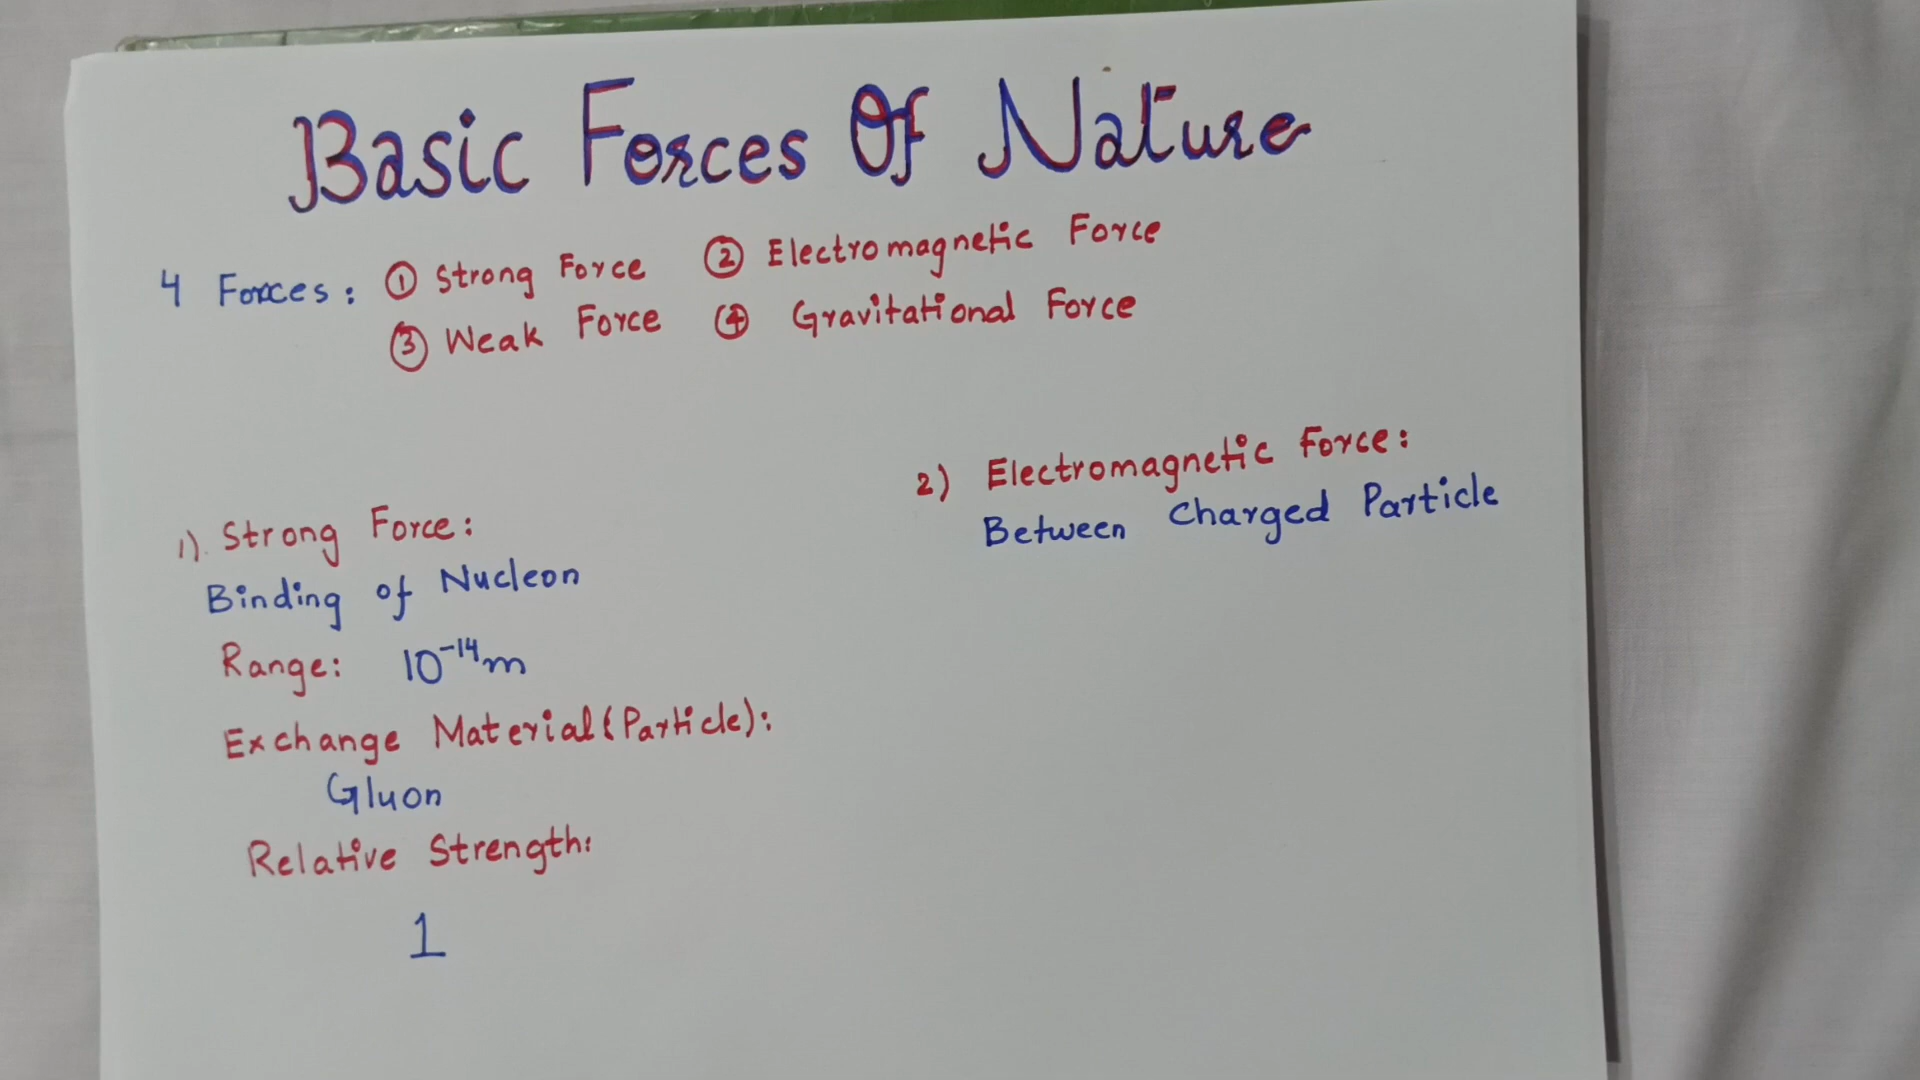 Basic Forces Of Nature
4 Forces: ① Strong Force ② Electromagnetic Force
③ Weak Force ④ Gravitational Force
1). Strong Force:
Binding of Nucleon
Range: 10⁻¹⁴m
Exchange Material (Particle):
Gluon
Relative Strength:
1
2) Electromagnetic Force:
Between Charged Particle